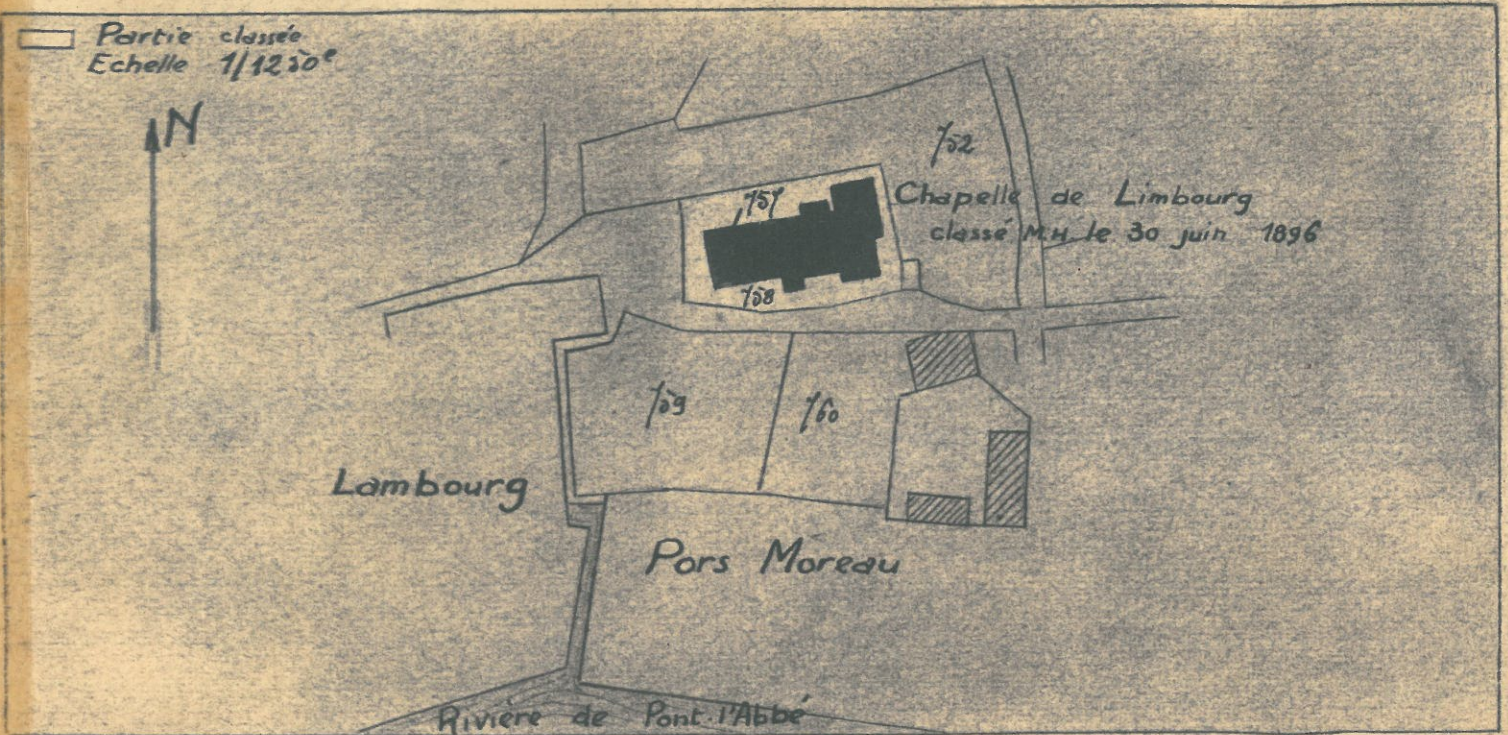 Partie classée
Echelle 1/1250e
N
752
757
Chapelle de Limbourg
classé M.H le 30 juin 1896
758
759
760
Lambourg
Pors Moreau
Rivière de Pont-l'Abbé